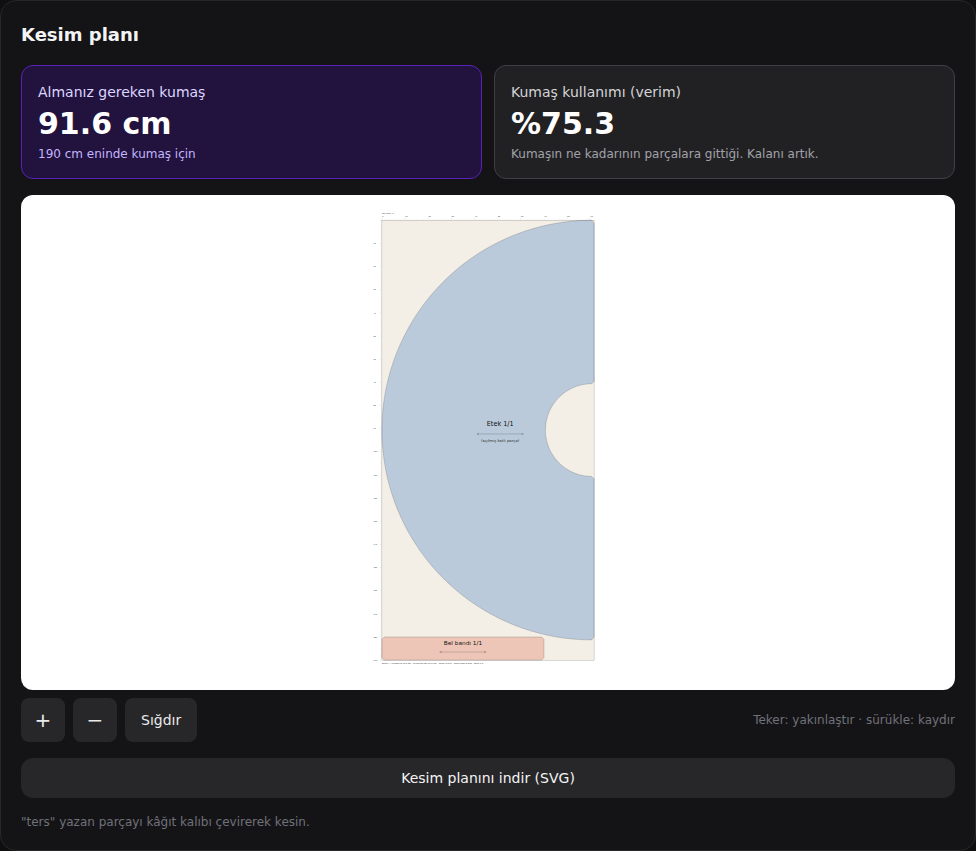 Kesim planı
Almanız gereken kumaş
91.6 cm
190 cm eninde kumaş için
Kumaş kullanımı (verim)
%75.3
Kumaşın ne kadarının parçalara gittiği. Kalanı artık.
Etek 1/1
Bel bandı 1/1
+
−
Sığdır
Teker: yakınlaştır · sürükle: kaydır
Kesim planını indir (SVG)
"ters" yazan parçayı kâğıt kalıbı çevirerek kesin.